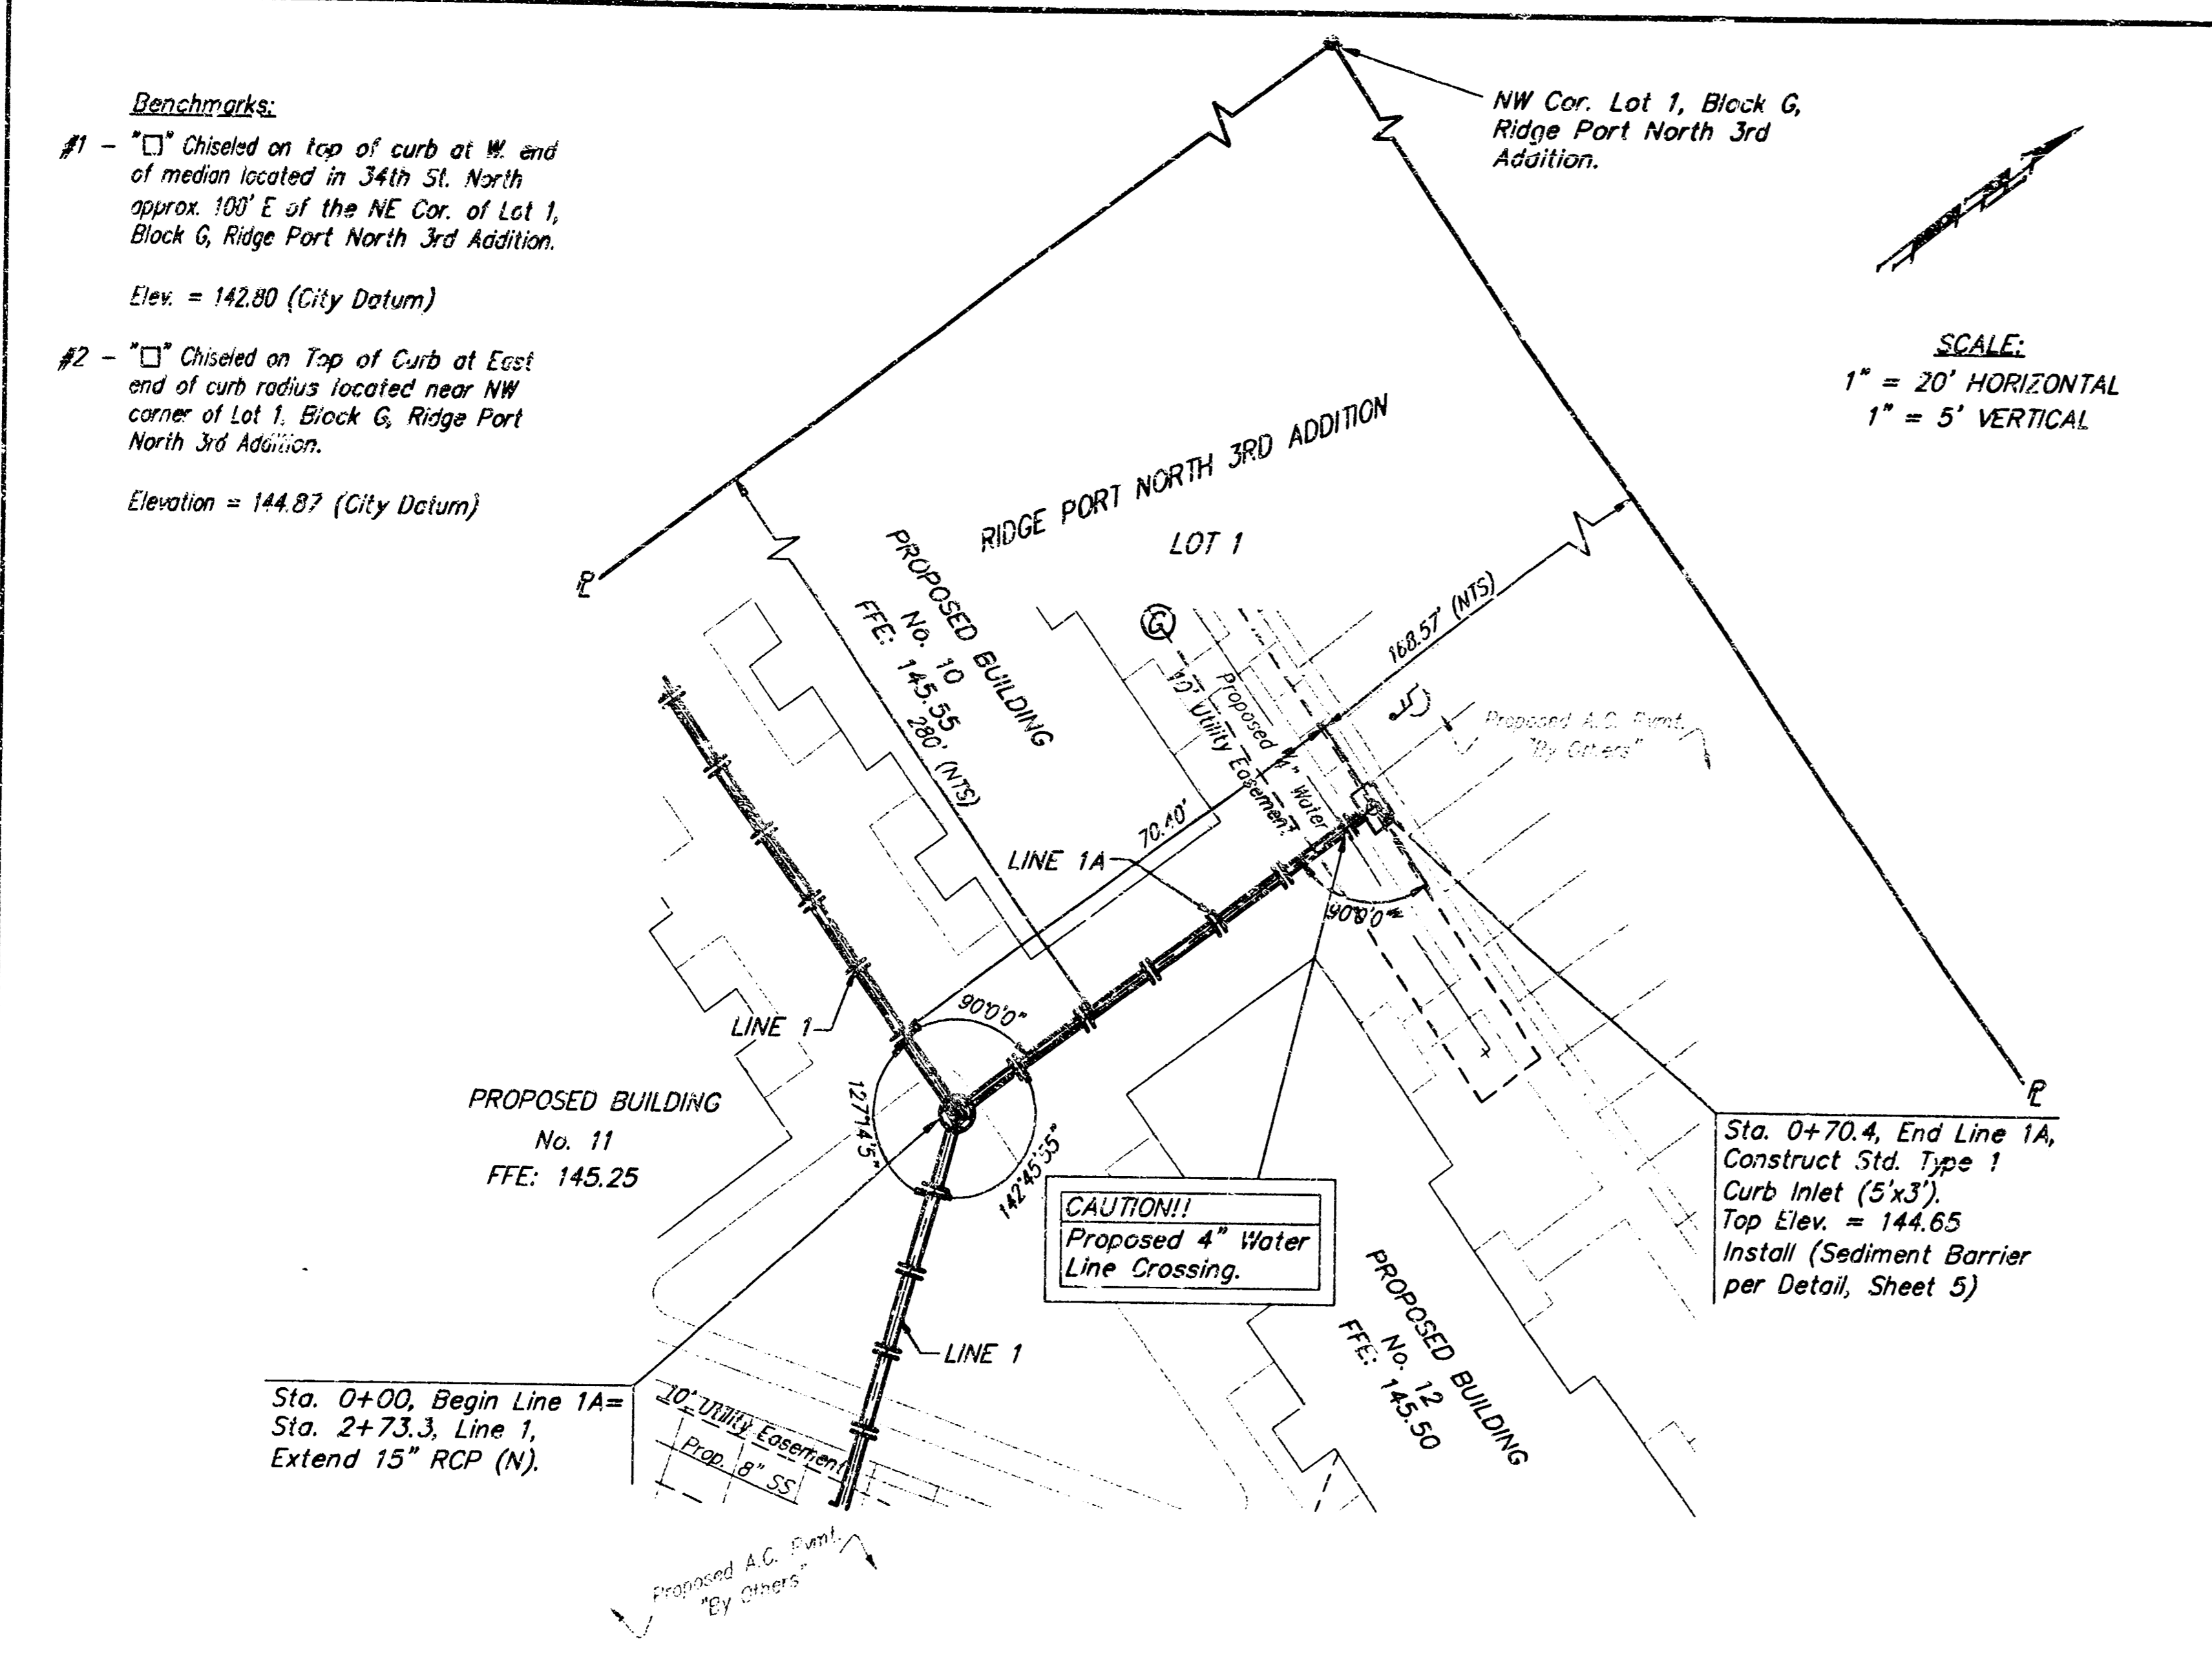 Benchmarks:
#1 - "□" Chiseled on top of curb at W. end
of median located in 34th St. North
approx. 100' E of the NE Cor. of Lot 1,
Block G, Ridge Port North 3rd Addition.
Elev. = 142.80 (City Datum)
#2 - "□" Chiseled on Top of Curb at East
end of curb radius located near NW
corner of Lot 1, Block G, Ridge Port
North 3rd Addition.
Elevation = 144.87 (City Datum)
NW Cor. Lot 1, Block G,
Ridge Port North 3rd
Addition.
SCALE:
1" = 20' HORIZONTAL
1" = 5' VERTICAL
RIDGE PORT NORTH 3RD ADDITION
LOT 1
PL
PROPOSED BUILDING
No. 10
FFE: 145.55
280' (NTS)
G
10' Utility Easement
Proposed 4" Water
168.57' (NTS)
Proposed A.C. Pvmt.
"By Others"
70.40'
LINE 1A
90°0'0"
90°0'0"
LINE 1
127°14'5"
142°45'55"
PROPOSED BUILDING
No. 11
FFE: 145.25
PL
CAUTION!!
Proposed 4" Water
Line Crossing.
Sta. 0+70.4, End Line 1A,
Construct Std. Type 1
Curb Inlet (5'x3').
Top Elev. = 144.65
Install (Sediment Barrier
per Detail, Sheet 5)
PROPOSED BUILDING
No. 12
FFE: 145.50
LINE 1
Sta. 0+00, Begin Line 1A=
Sta. 2+73.3, Line 1,
Extend 15" RCP (N).
10' Utility Easement
Prop. 8" SS
Proposed A.C. Pvmt.
"By Others"